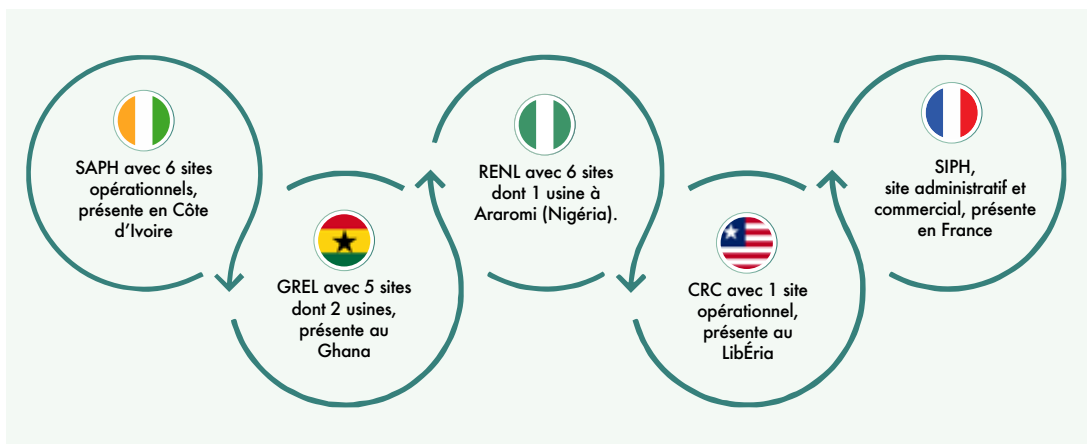 SAPH avec 6 sites
opérationnels,
présente en Côte
d’Ivoire
GREL avec 5 sites
dont 2 usines,
présente au
Ghana
RENL avec 6 sites
dont 1 usine à
Araromi (Nigéria).
CRC avec 1 site
opérationnel,
présente au
LibÉria
SIPH,
site administratif et
commercial, présente
en France